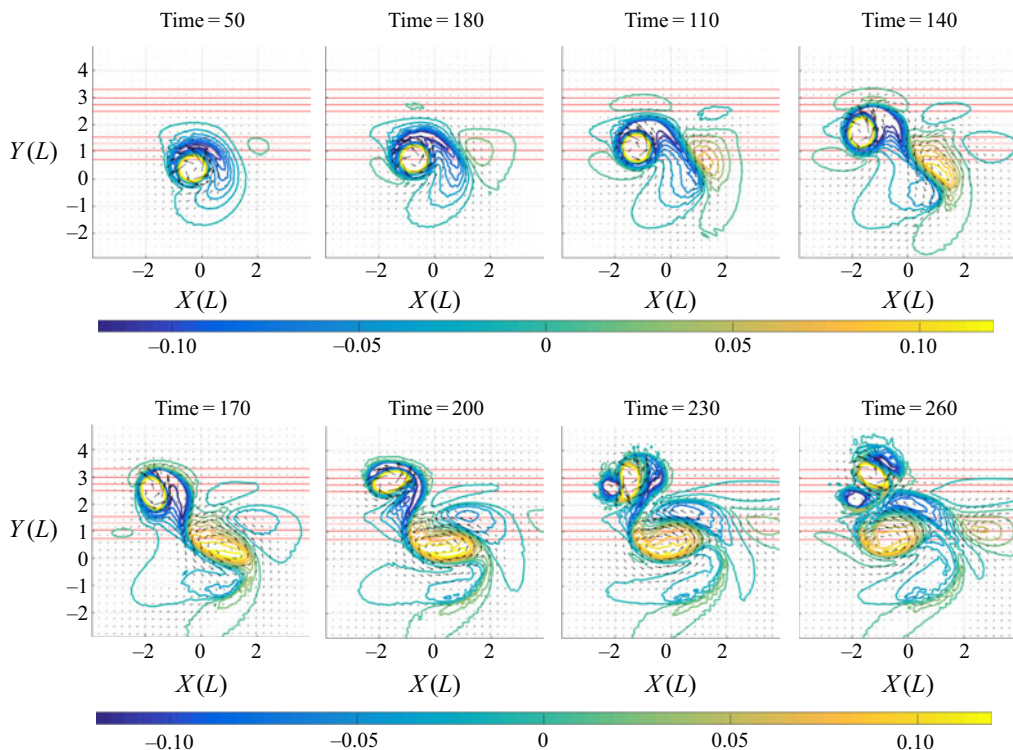 Time = 50 Time = 180 Time = 110 Time = 140
4
3
2
Y(L) 1
0
–1
–2
–2 0 2 –2 0 2 –2 0 2 –2 0 2
X(L) X(L) X(L) X(L)
–0.10 –0.05 0 0.05 0.10
Time = 170 Time = 200 Time = 230 Time = 260
4
3
2
Y(L) 1
0
–1
–2
–2 0 2 –2 0 2 –2 0 2 –2 0 2
X(L) X(L) X(L) X(L)
–0.10 –0.05 0 0.05 0.10